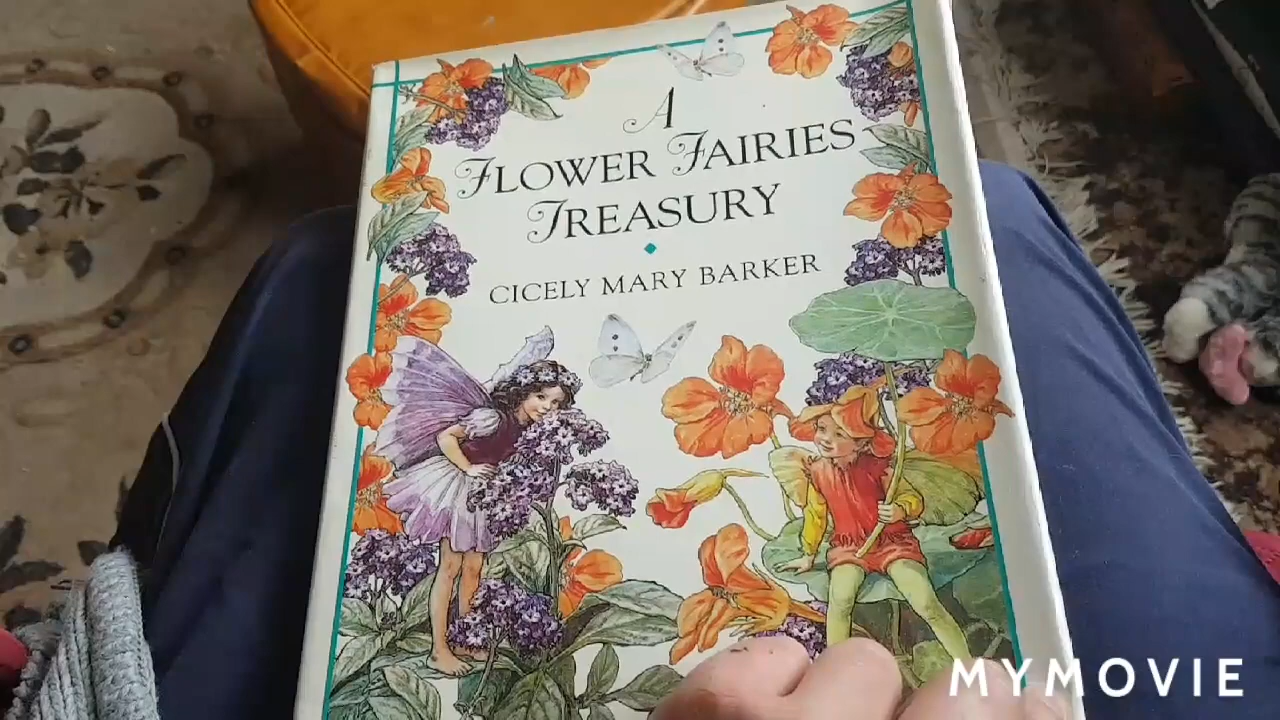 A
FLOWER FAIRIES
TREASURY
CICELY MARY BARKER
MYMOVIE